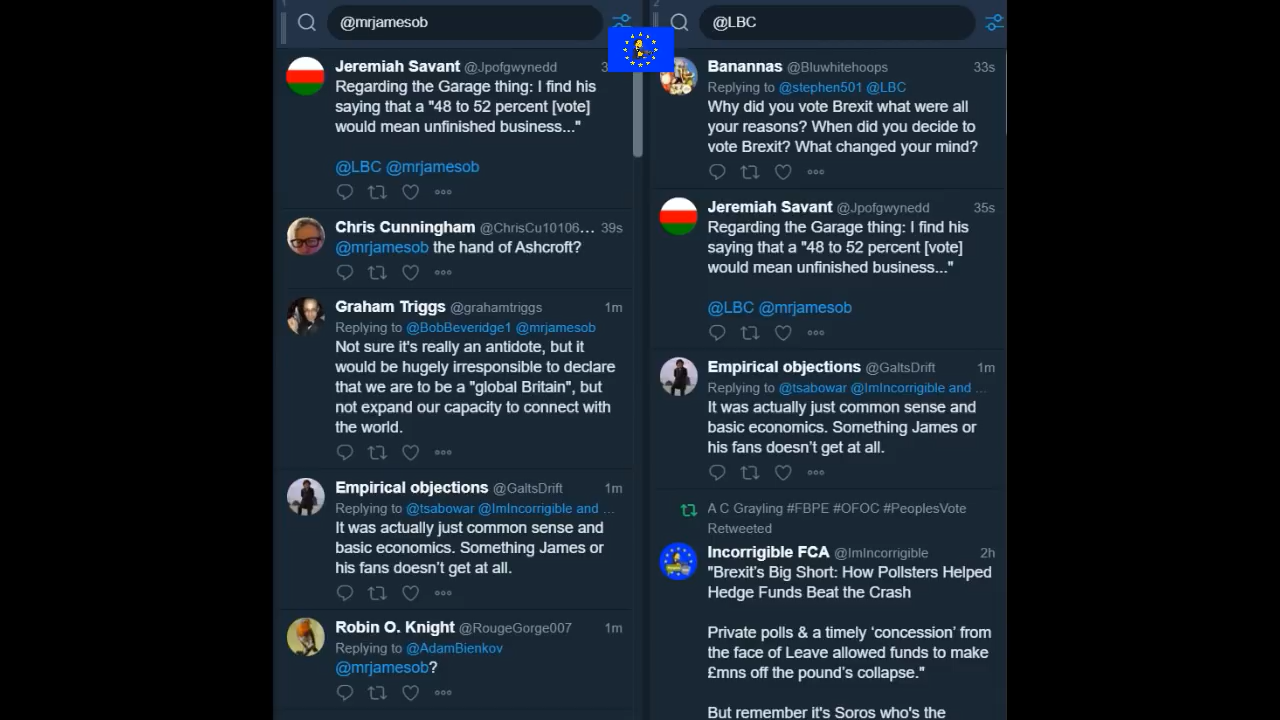 @mrjamesob
Jeremiah Savant @Jpofgwynedd
Regarding the Garage thing: I find his
saying that a "48 to 52 percent [vote]
would mean unfinished business..."
@LBC @mrjamesob
Chris Cunningham @ChrisCu10106... 39s
@mrjamesob the hand of Ashcroft?
Graham Triggs @grahamtriggs 1m
Replying to @BobBeveridge1 @mrjamesob
Not sure it's really an antidote, but it
would be hugely irresponsible to declare
that we are to be a "global Britain", but
not expand our capacity to connect with
the world.
Empirical objections @GaltsDrift 1m
Replying to @tsabowar @ImIncorrigible and ...
It was actually just common sense and
basic economics. Something James or
his fans doesn't get at all.
Robin O. Knight @RougeGorge007 1m
Replying to @AdamBienkov
@mrjamesob?
2
@LBC
Banannas @Bluwhitehoops 33s
Replying to @stephen501 @LBC
Why did you vote Brexit what were all
your reasons? When did you decide to
vote Brexit? What changed your mind?
Jeremiah Savant @Jpofgwynedd 35s
Regarding the Garage thing: I find his
saying that a "48 to 52 percent [vote]
would mean unfinished business..."
@LBC @mrjamesob
Empirical objections @GaltsDrift 1m
Replying to @tsabowar @ImIncorrigible and ...
It was actually just common sense and
basic economics. Something James or
his fans doesn't get at all.
A C Grayling #FBPE #OFOC #PeoplesVote
Retweeted
Incorrigible FCA @ImIncorrigible 2h
"Brexit's Big Short: How Pollsters Helped
Hedge Funds Beat the Crash
Private polls & a timely 'concession' from
the face of Leave allowed funds to make
£mns off the pound's collapse."
But remember it's Soros who's the